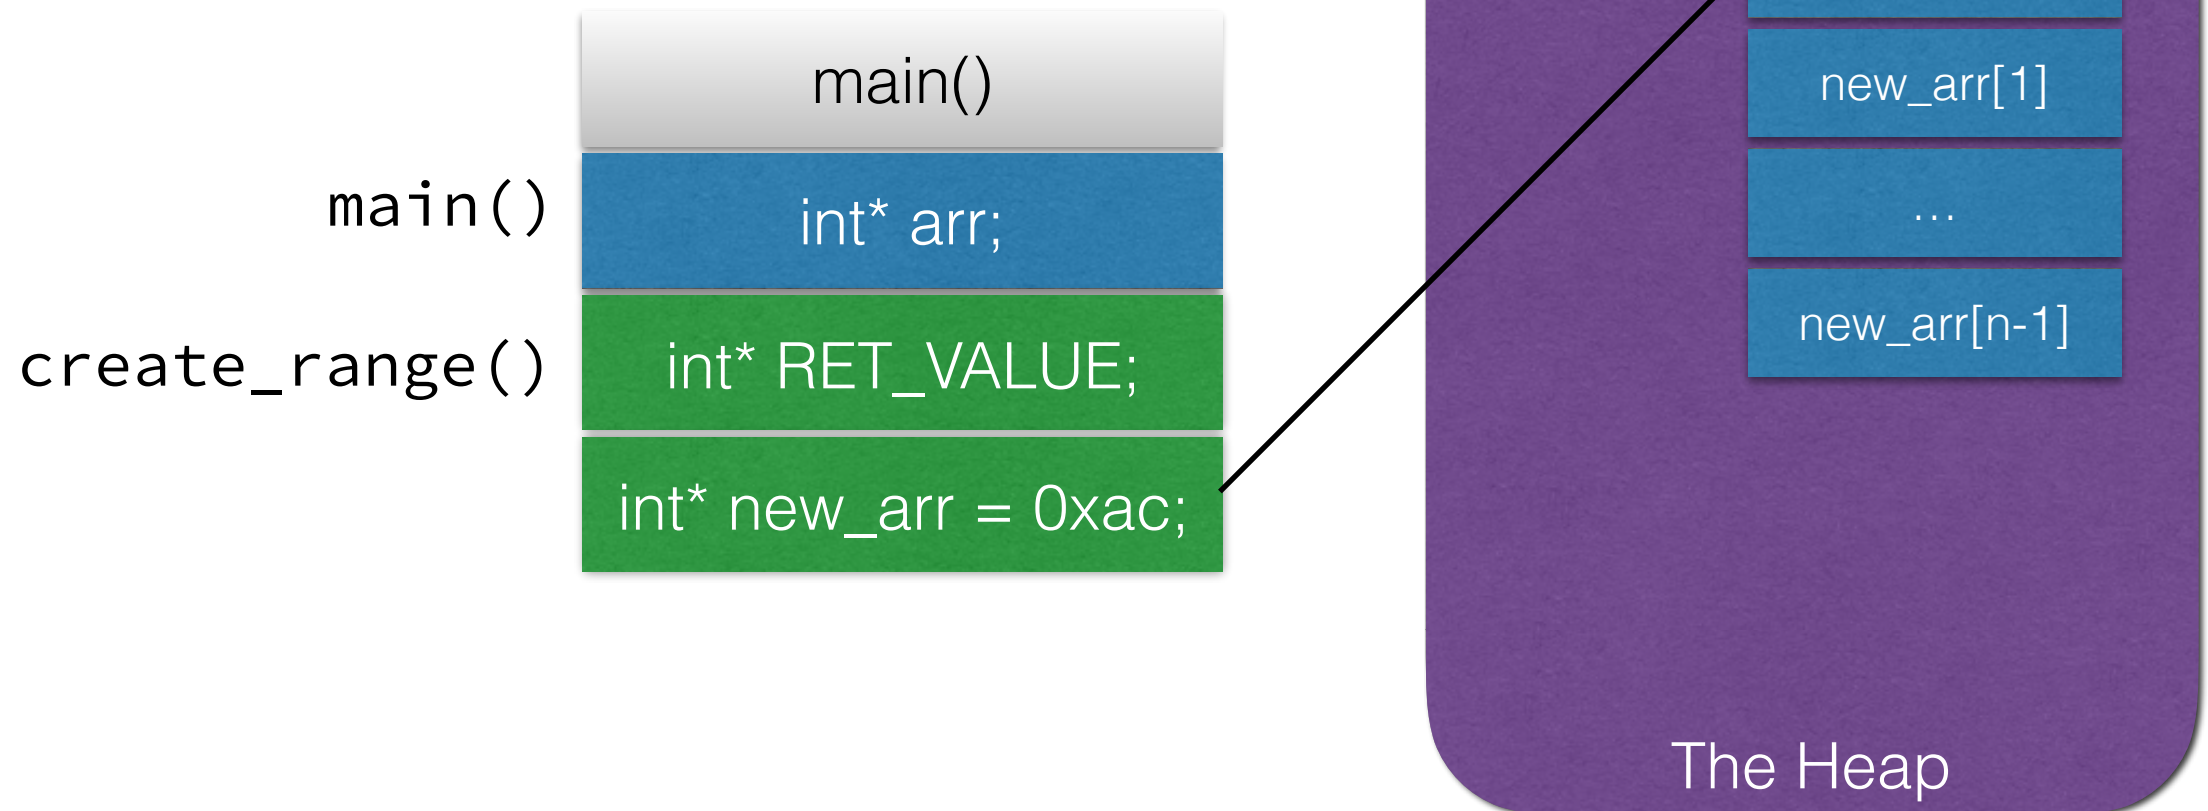 main()
main()
int* arr;
create_range()
int* RET_VALUE;
int* new_arr = 0xac;
new_arr[1]
...
new_arr[n-1]
The Heap